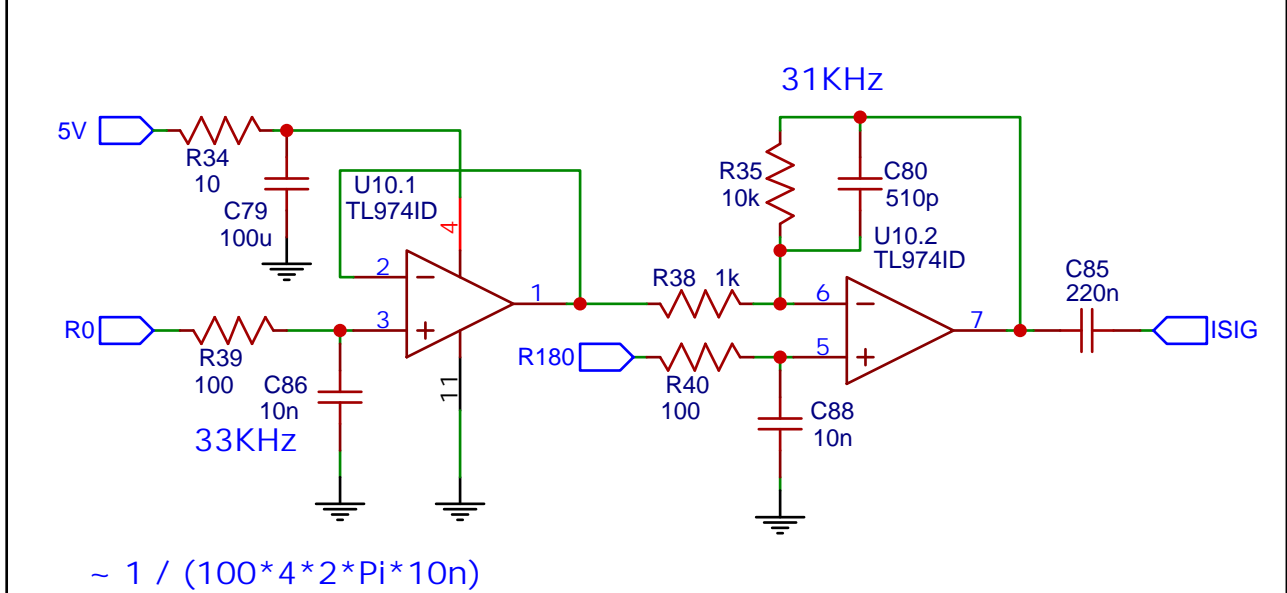 31KHz
5V
R34
10
C79
100u
U10.1
TL974ID
4
2
3
1
11
R0
R39
100
C86
10n
33KHz
R35
10k
C80
510p
U10.2
TL974ID
R38 1k
6
5
7
R180
R40
100
C88
10n
C85
220n
ISIG
~ 1 / (100*4*2*Pi*10n)